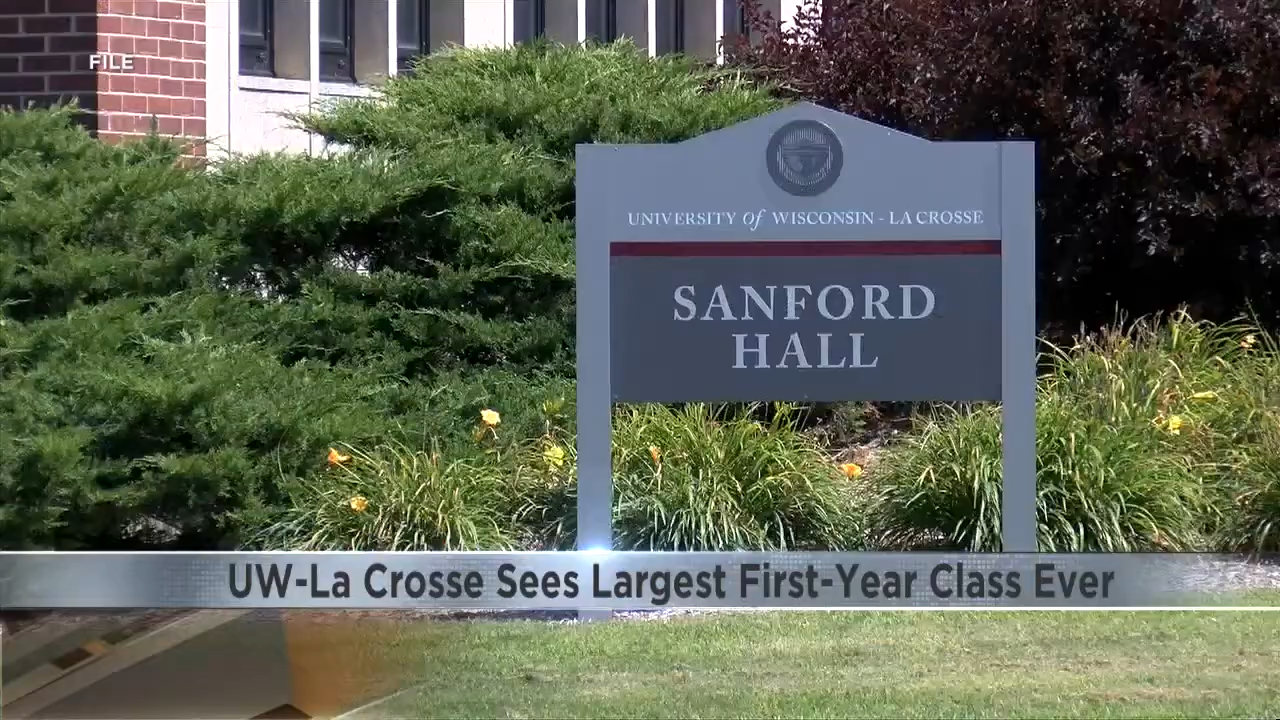 FILE
UNIVERSITY of WISCONSIN - LA CROSSE
SANFORD
HALL
UW-La Crosse Sees Largest First-Year Class Ever